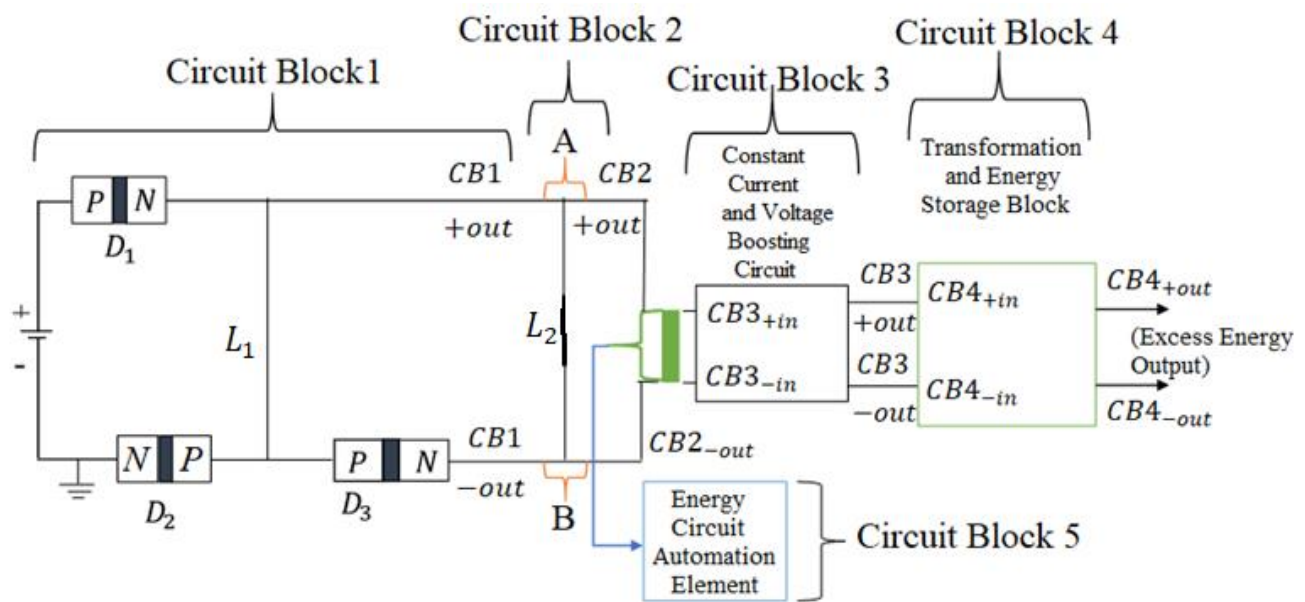 Circuit Block1
Circuit Block 2
Circuit Block 3
Circuit Block 4
A
CB1
CB2
+out
+out
Constant
Current
and Voltage
Boosting
Circuit
Transformation
and Energy
Storage Block
P N
D₁
+
-
L₁
L₂
CB3₊in
CB3₋in
CB3
+out
CB3
−out
CB4₊in
CB4₋in
CB4₊out
(Excess Energy
Output)
CB4₋out
N P
D₂
P N
D₃
CB1
−out
CB2₋out
B
Energy
Circuit
Automation
Element
Circuit Block 5